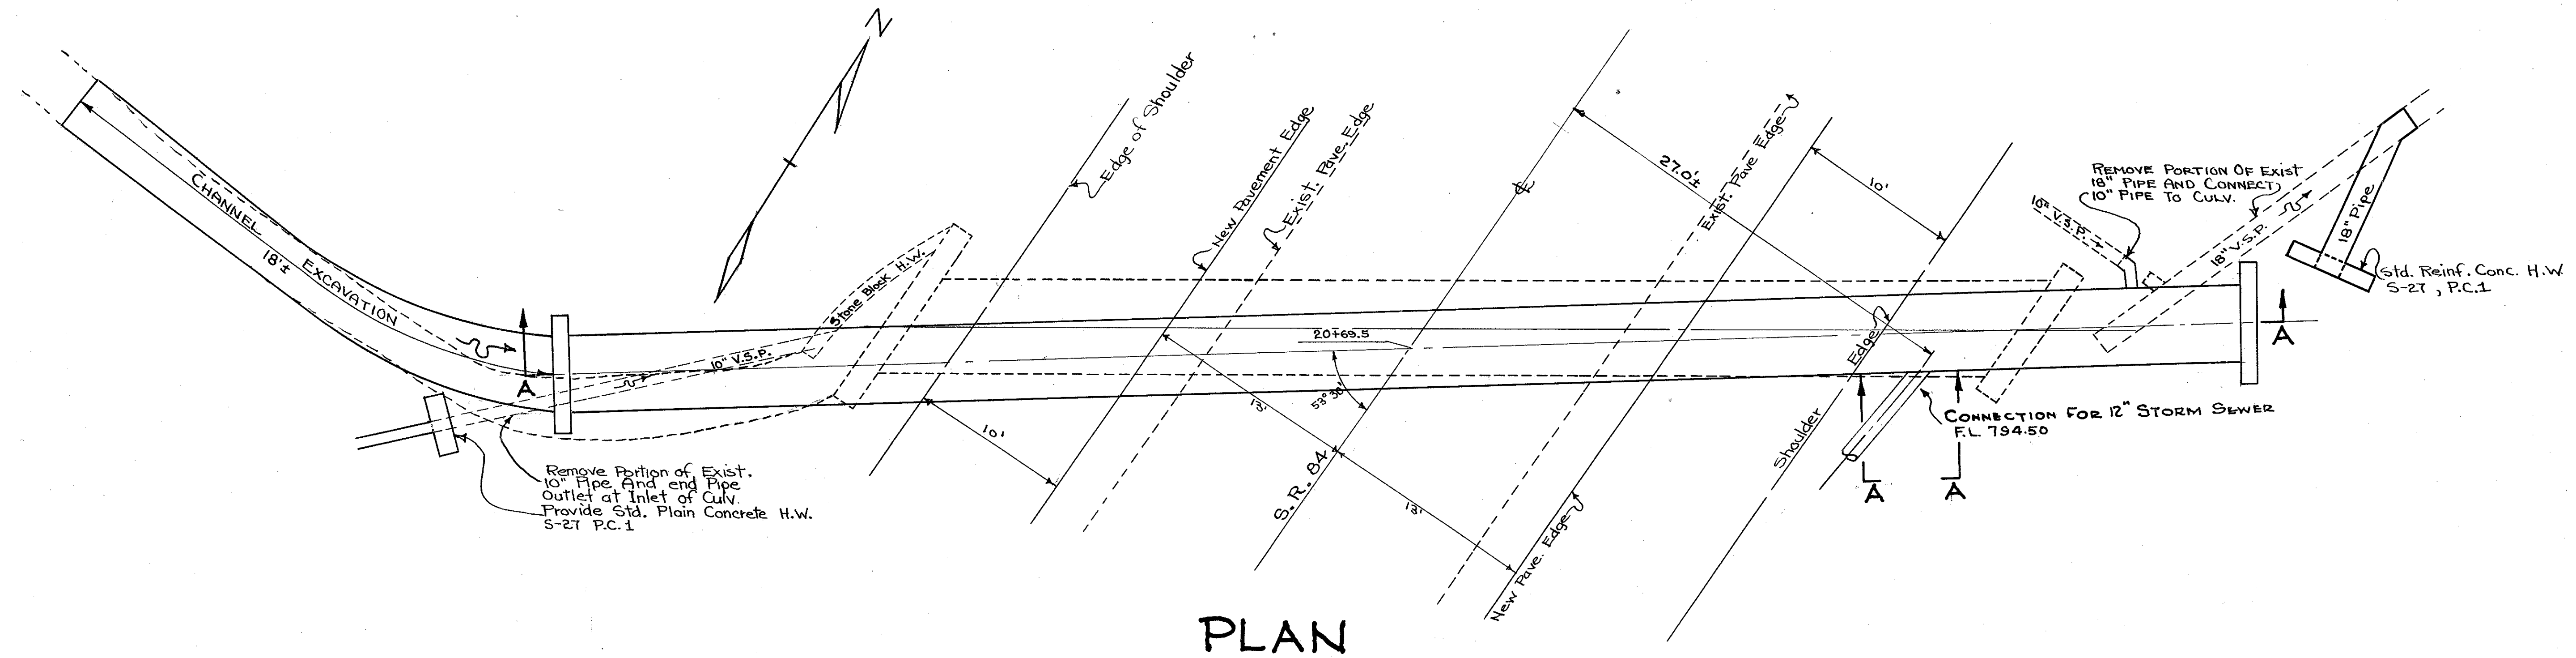 N
Edge of Shoulder
New Pavement Edge
Exist. Pave. Edge
℄
27.0'±
Exist. Pave Edge
10'
REMOVE PORTION OF EXIST
18" PIPE AND CONNECT
10" PIPE TO CULV.
10" V.S.P.
18" V.S.P.
18" Pipe
Std. Reinf. Conc. H.W.
S-27, P.C.1
CHANNEL EXCAVATION
18'±
Stone Block H.W.
10" V.S.P.
A
20+69.5
53°30'
A
Shoulder Edge
13'
10'
CONNECTION FOR 12" STORM SEWER
F.L. 794.50
Remove Portion of Exist.
10" Pipe And end Pipe
Outlet at Inlet of Culv.
Provide Std. Plain Concrete H.W.
S-27 P.C.1
S.R. 84
13'
New Pave. Edge
A
A
PLAN